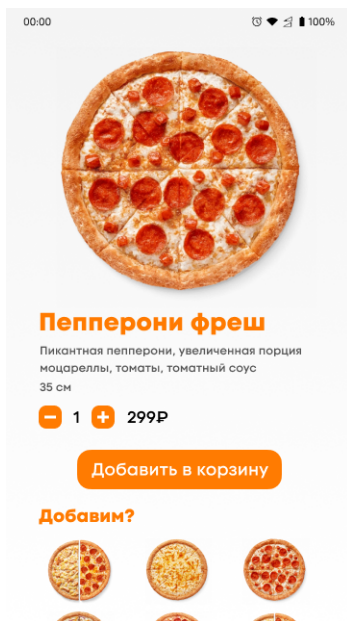 00:00
100%
Пепперони фреш
Пикантная пепперони, увеличенная порция
моцареллы, томаты, томатный соус
35 см
1 299₽
Добавить в корзину
Добавим?